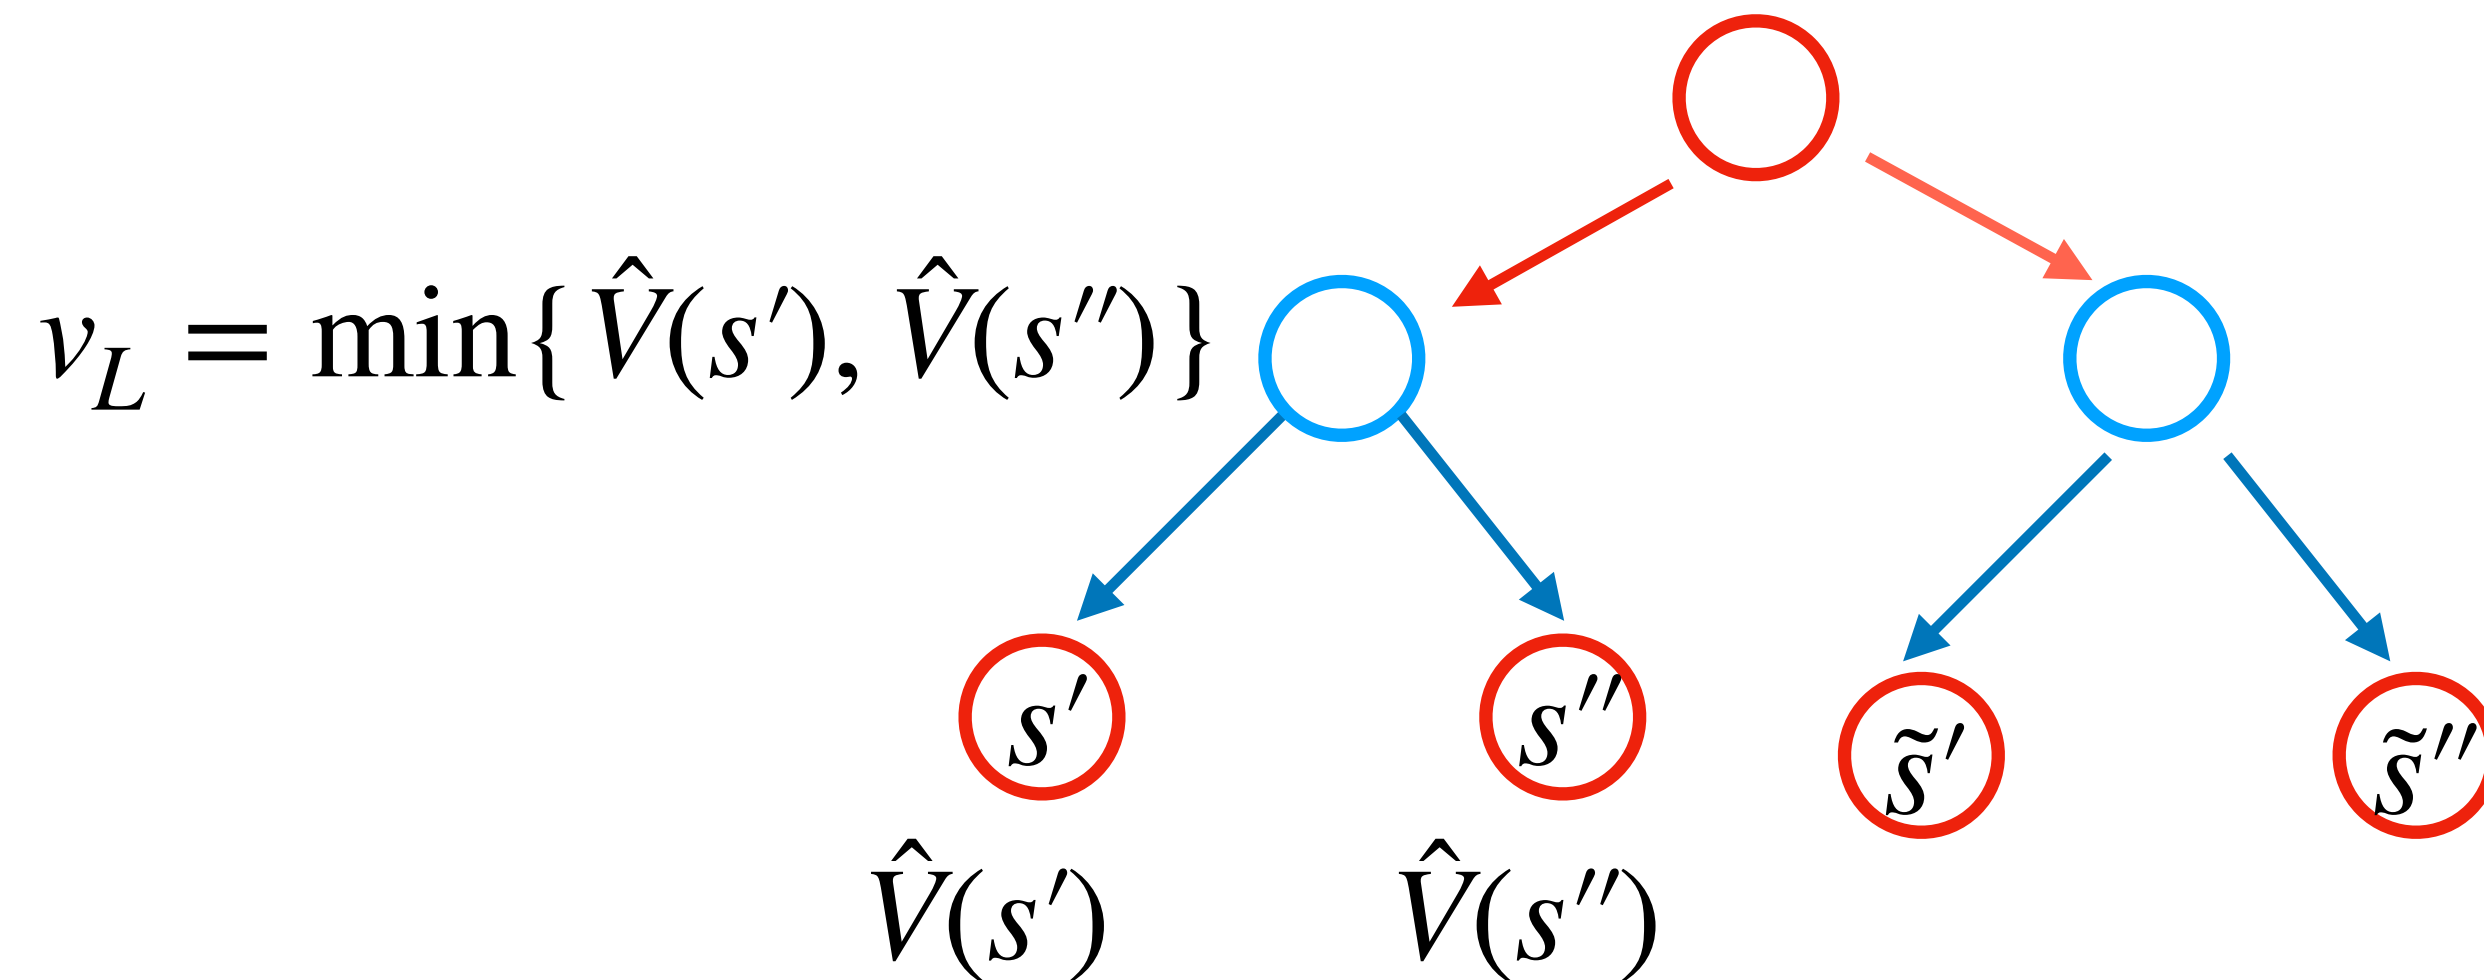 v_L = min{V̂(s′), V̂(s″)}
s′ s″ s̃′ s̃″
V̂(s′) V̂(s″)